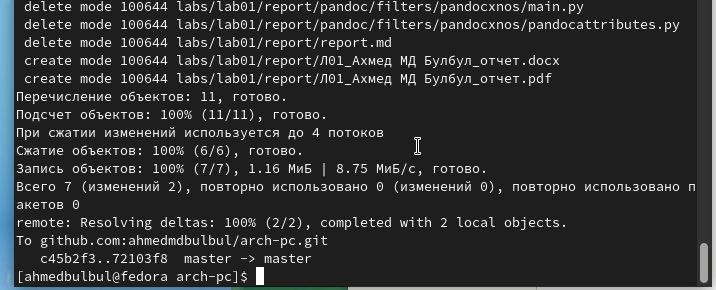 delete mode 100644 labs/lab01/report/pandoc/filters/pandocxnos/main.py
delete mode 100644 labs/lab01/report/pandoc/filters/pandocxnos/pandocattributes.py
delete mode 100644 labs/lab01/report/report.md
create mode 100644 labs/lab01/report/Л01_Ахмед МД Булбул_отчет.docx
create mode 100644 labs/lab01/report/Л01_Ахмед МД Булбул_отчет.pdf
Перечисление объектов: 11, готово.
Подсчет объектов: 100% (11/11), готово.
При сжатии изменений используется до 4 потоков
Сжатие объектов: 100% (6/6), готово.
Запись объектов: 100% (7/7), 1.16 МиБ | 8.75 МиБ/с, готово.
Всего 7 (изменений 2), повторно использовано 0 (изменений 0), повторно использовано п
акетов 0
remote: Resolving deltas: 100% (2/2), completed with 2 local objects.
To github.com:ahmedmdbulbul/arch-pc.git
c45b2f3..72103f8  master -> master
[ahmedbulbul@fedora arch-pc]$